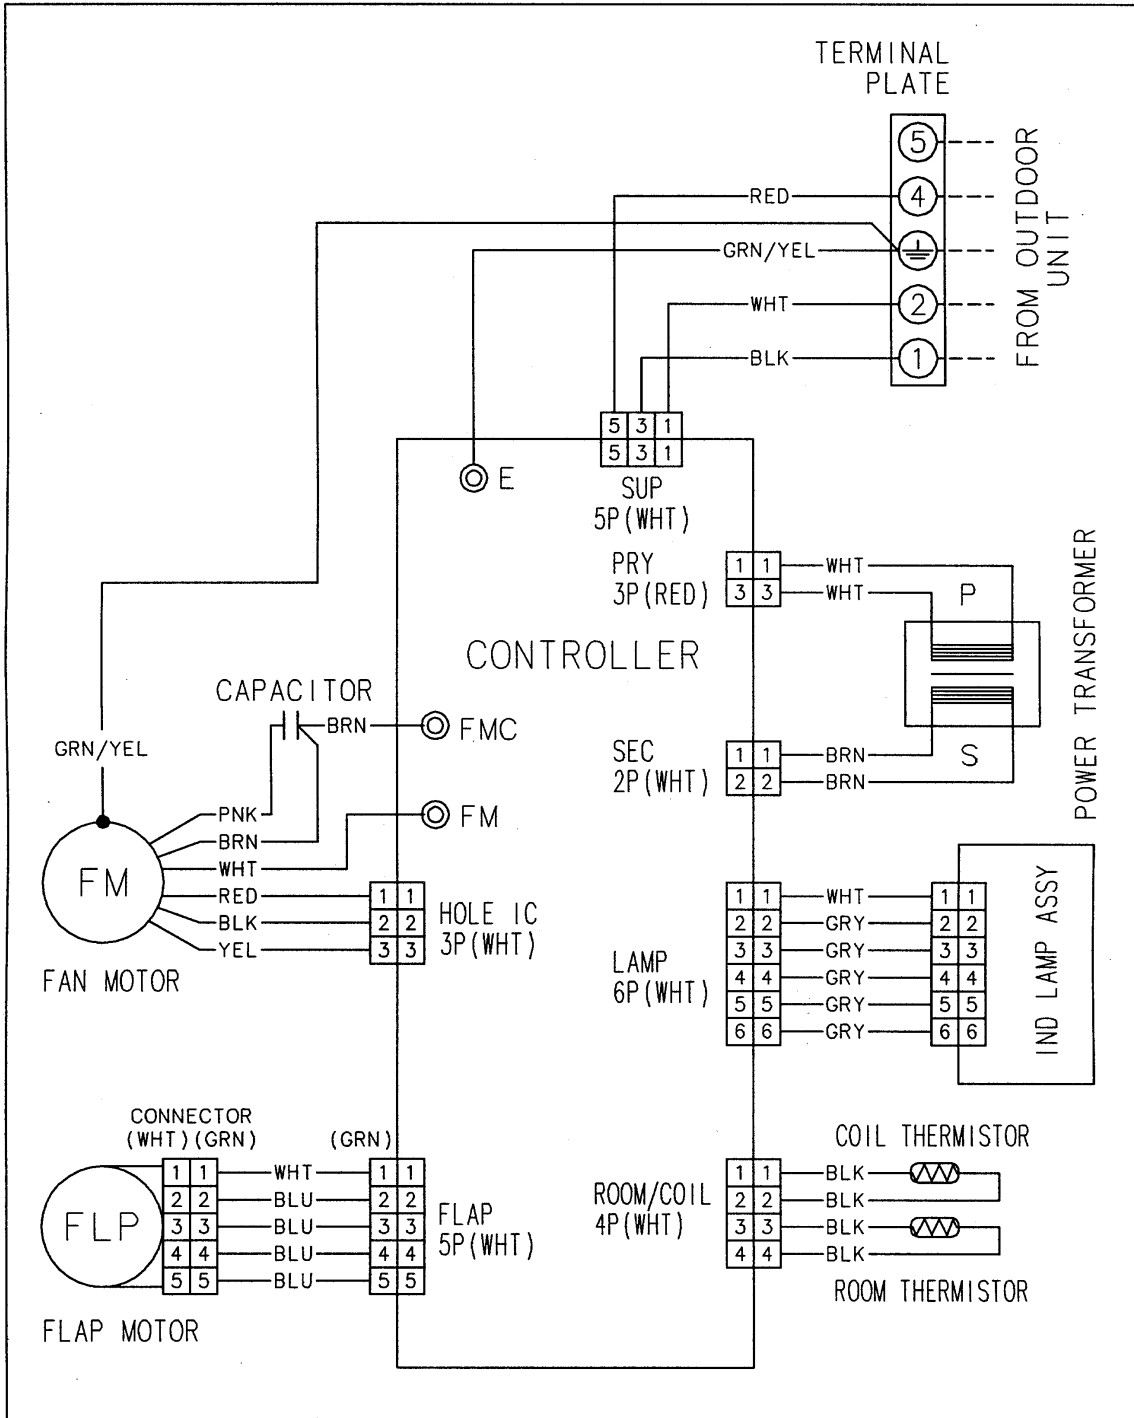 TERMINAL
PLATE
5
RED
4
GRN/YEL
WHT
2
BLK
1
FROM OUTDOOR
UNIT
5 3 1
5 3 1
E
SUP
5P(WHT)
PRY
3P(RED)
1 1 WHT
3 3 WHT
P
CONTROLLER
POWER TRANSFORMER
CAPACITOR
BRN
FMC
GRN/YEL
SEC
2P(WHT)
1 1 BRN
2 2 BRN
S
PNK
BRN
WHT
FM
FM
RED 1 1
BLK 2 2
YEL 3 3
HOLE IC
3P(WHT)
FAN MOTOR
LAMP
6P(WHT)
1 1 WHT 1 1
2 2 GRY 2 2
3 3 GRY 3 3
4 4 GRY 4 4
5 5 GRY 5 5
6 6 GRY 6 6
IND LAMP ASSY
CONNECTOR
(WHT)(GRN) (GRN)
FLP
1 1 WHT 1 1
2 2 BLU 2 2
3 3 BLU 3 3
4 4 BLU 4 4
5 5 BLU 5 5
FLAP
5P(WHT)
FLAP MOTOR
COIL THERMISTOR
ROOM/COIL
4P(WHT)
1 1 BLK
2 2 BLK
3 3 BLK
4 4 BLK
ROOM THERMISTOR